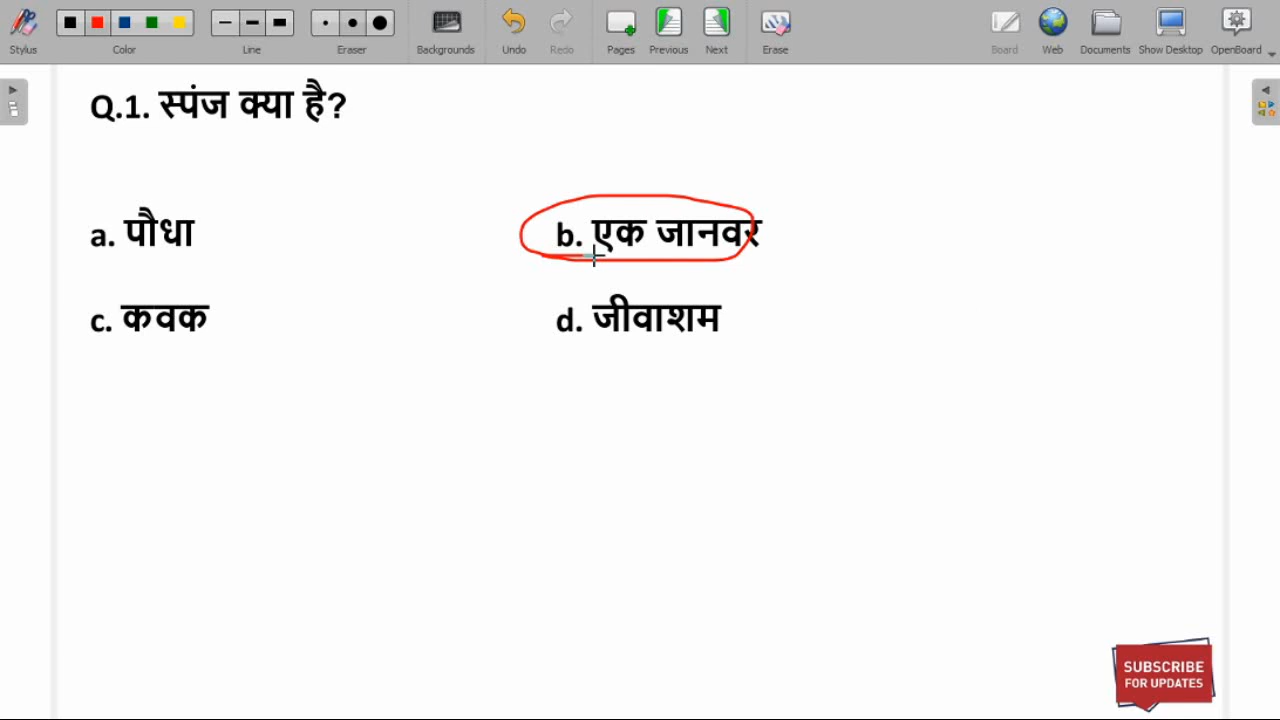 Stylus Color Line Eraser Backgrounds Undo Redo Pages Previous Next Erase Board Web Documents Show Desktop OpenBoard
Q.1. स्पंज क्या है?
a. पौधा b. एक जानवर
c. कवक d. जीवाशम
SUBSCRIBE
FOR UPDATES